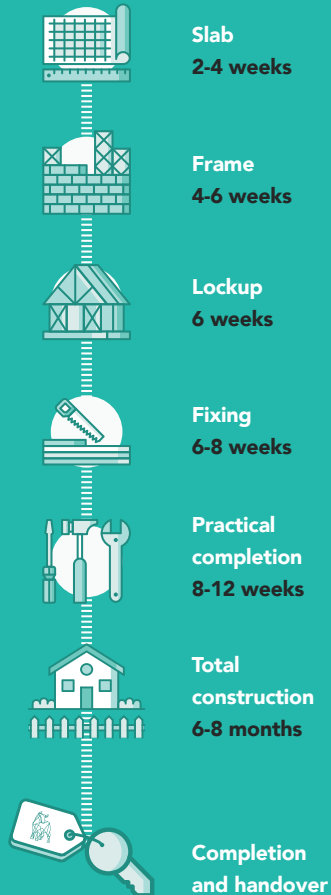 Slab
2-4 weeks
Frame
4-6 weeks
Lockup
6 weeks
Fixing
6-8 weeks
Practical
completion
8-12 weeks
Total
construction
6-8 months
Completion
and handover